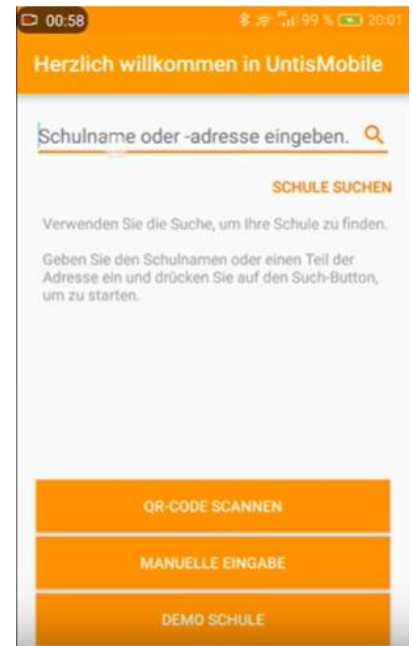 00:58 99 % 20:01
Herzlich willkommen in UntisMobile
Schulname oder -adresse eingeben.
SCHULE SUCHEN
Verwenden Sie die Suche, um Ihre Schule zu finden.
Geben Sie den Schulnamen oder einen Teil der
Adresse ein und drücken Sie auf den Such-Button,
um zu starten.
QR-CODE SCANNEN
MANUELLE EINGABE
DEMO SCHULE